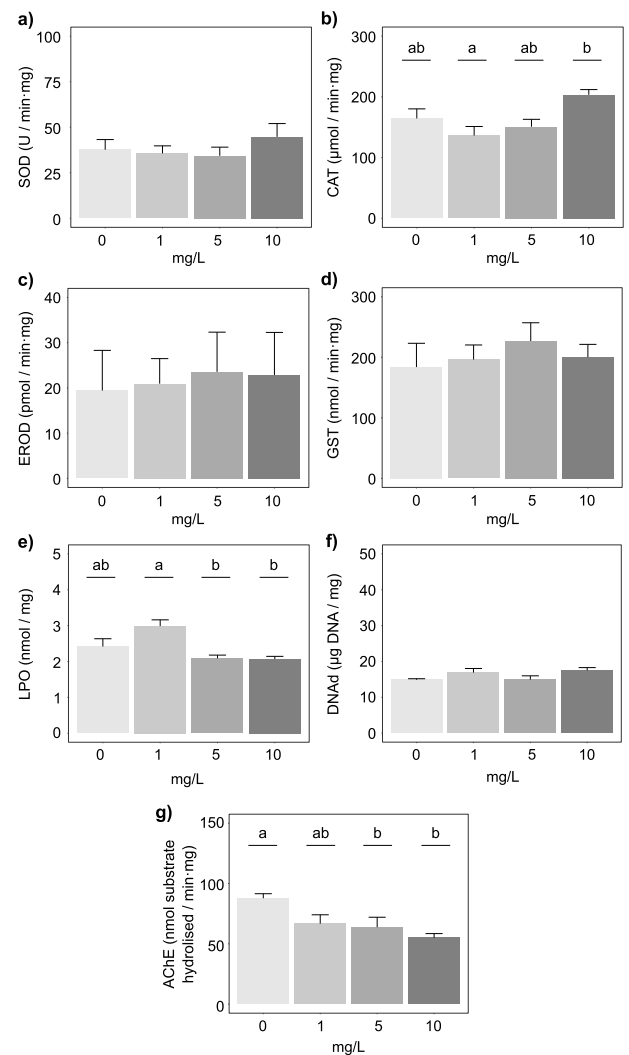 a)
100
75
50
25
0
SOD (U / min·mg)
0 1 5 10
mg/L
b)
300
200
100
0
CAT (µmol / min·mg)
ab a ab b
0 1 5 10
mg/L
c)
40
30
20
10
0
EROD (pmol / min·mg)
0 1 5 10
mg/L
d)
300
200
100
0
GST (nmol / min·mg)
0 1 5 10
mg/L
e)
5
4
3
2
1
0
LPO (nmol / mg)
ab a b b
0 1 5 10
mg/L
f)
50
40
30
20
10
0
DNAd (µg DNA / mg)
0 1 5 10
mg/L
g)
150
100
50
0
AChE (nmol substrate
hydrolised / min·mg)
a ab b b
0 1 5 10
mg/L